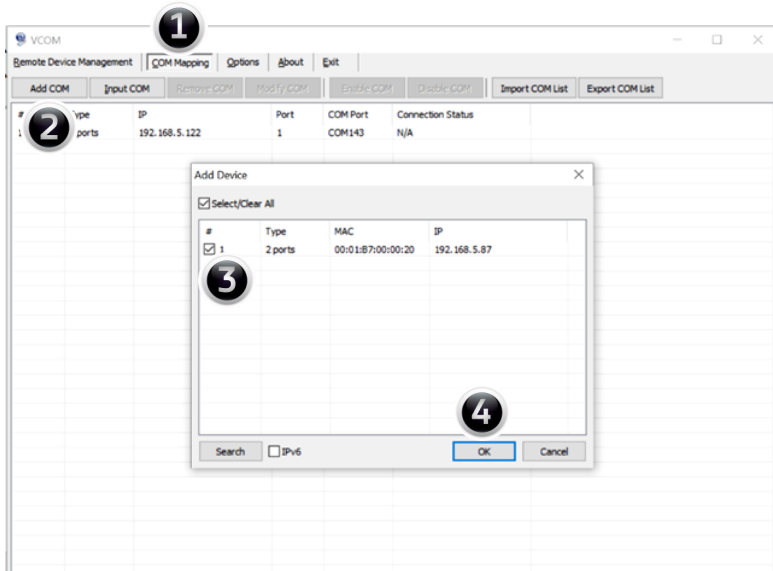 1
VCOM
Remote Device Management COM Mapping Options About Exit
Add COM Input COM Remove COM Modify COM Enable COM Disable COM Import COM List Export COM List
# IP Port COM Port Connection Status
2
ports 192.168.5.122 1 COM143 N/A
Add Device
Select/Clear All
# Type MAC IP
1 2 ports 00:01:B7:00:00:20 192.168.5.87
3
4
Search IPv6 OK Cancel